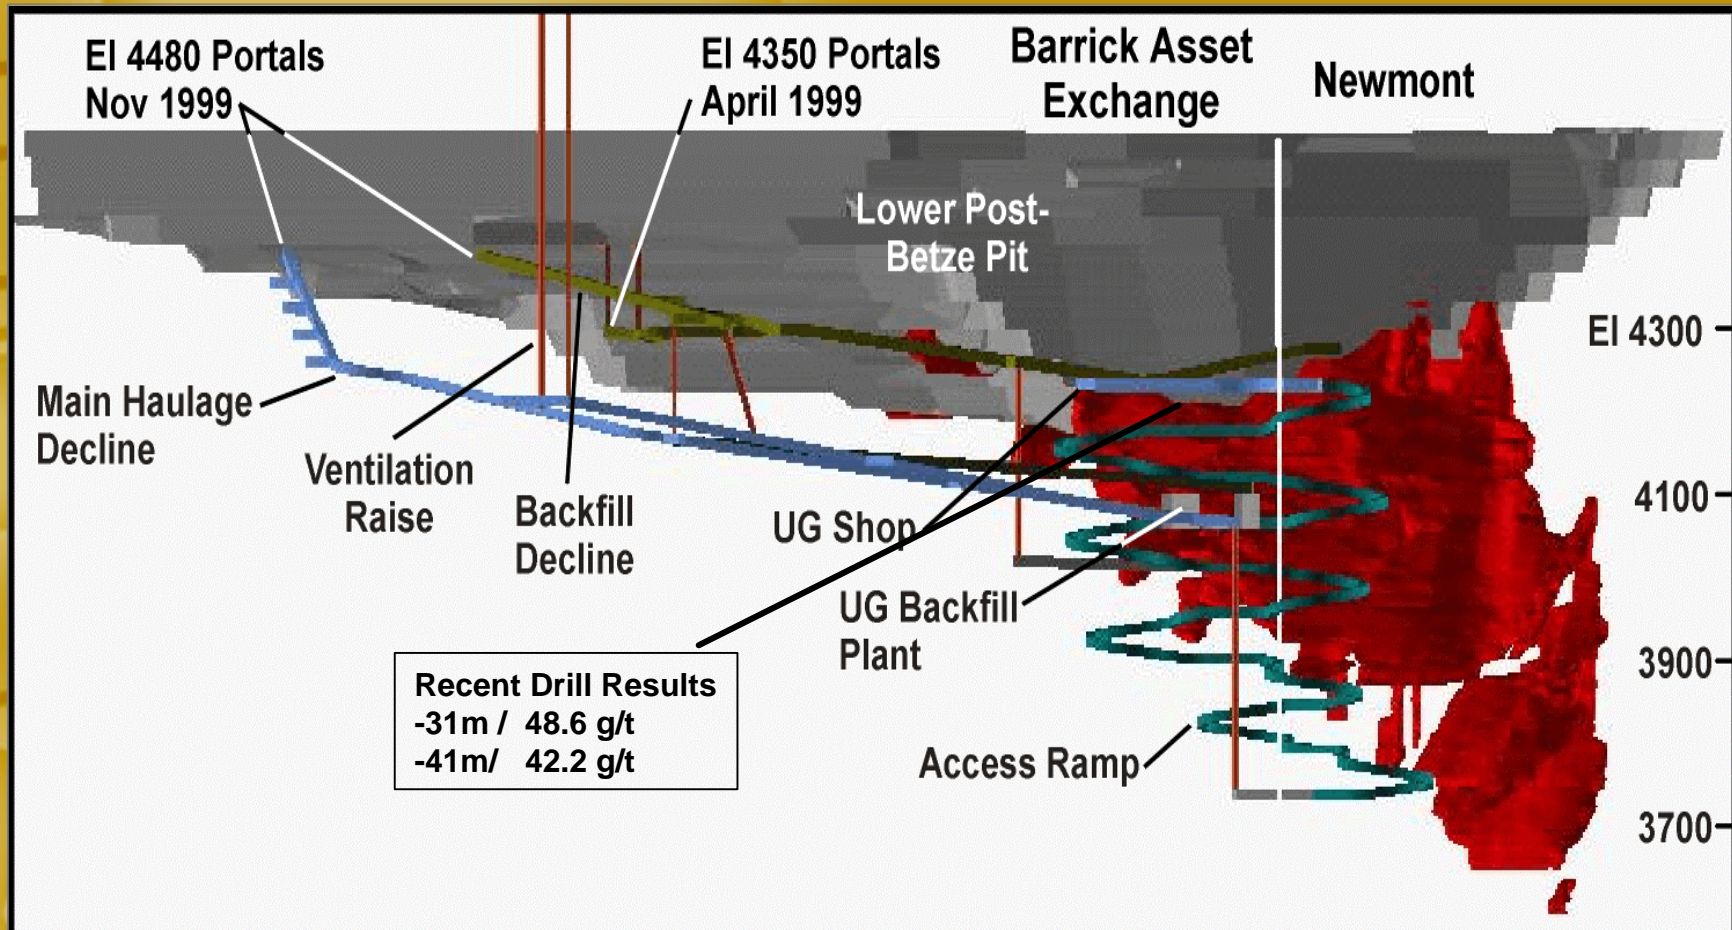 El 4480 Portals
Nov 1999
El 4350 Portals
April 1999
Barrick Asset
Exchange
Newmont
Lower Post-
Betze Pit
El 4300
Main Haulage
Decline
Ventilation
Raise
Backfill
Decline
UG Shop
4100
UG Backfill
Plant
3900
Recent Drill Results
-31m / 48.6 g/t
-41m/ 42.2 g/t
Access Ramp
3700